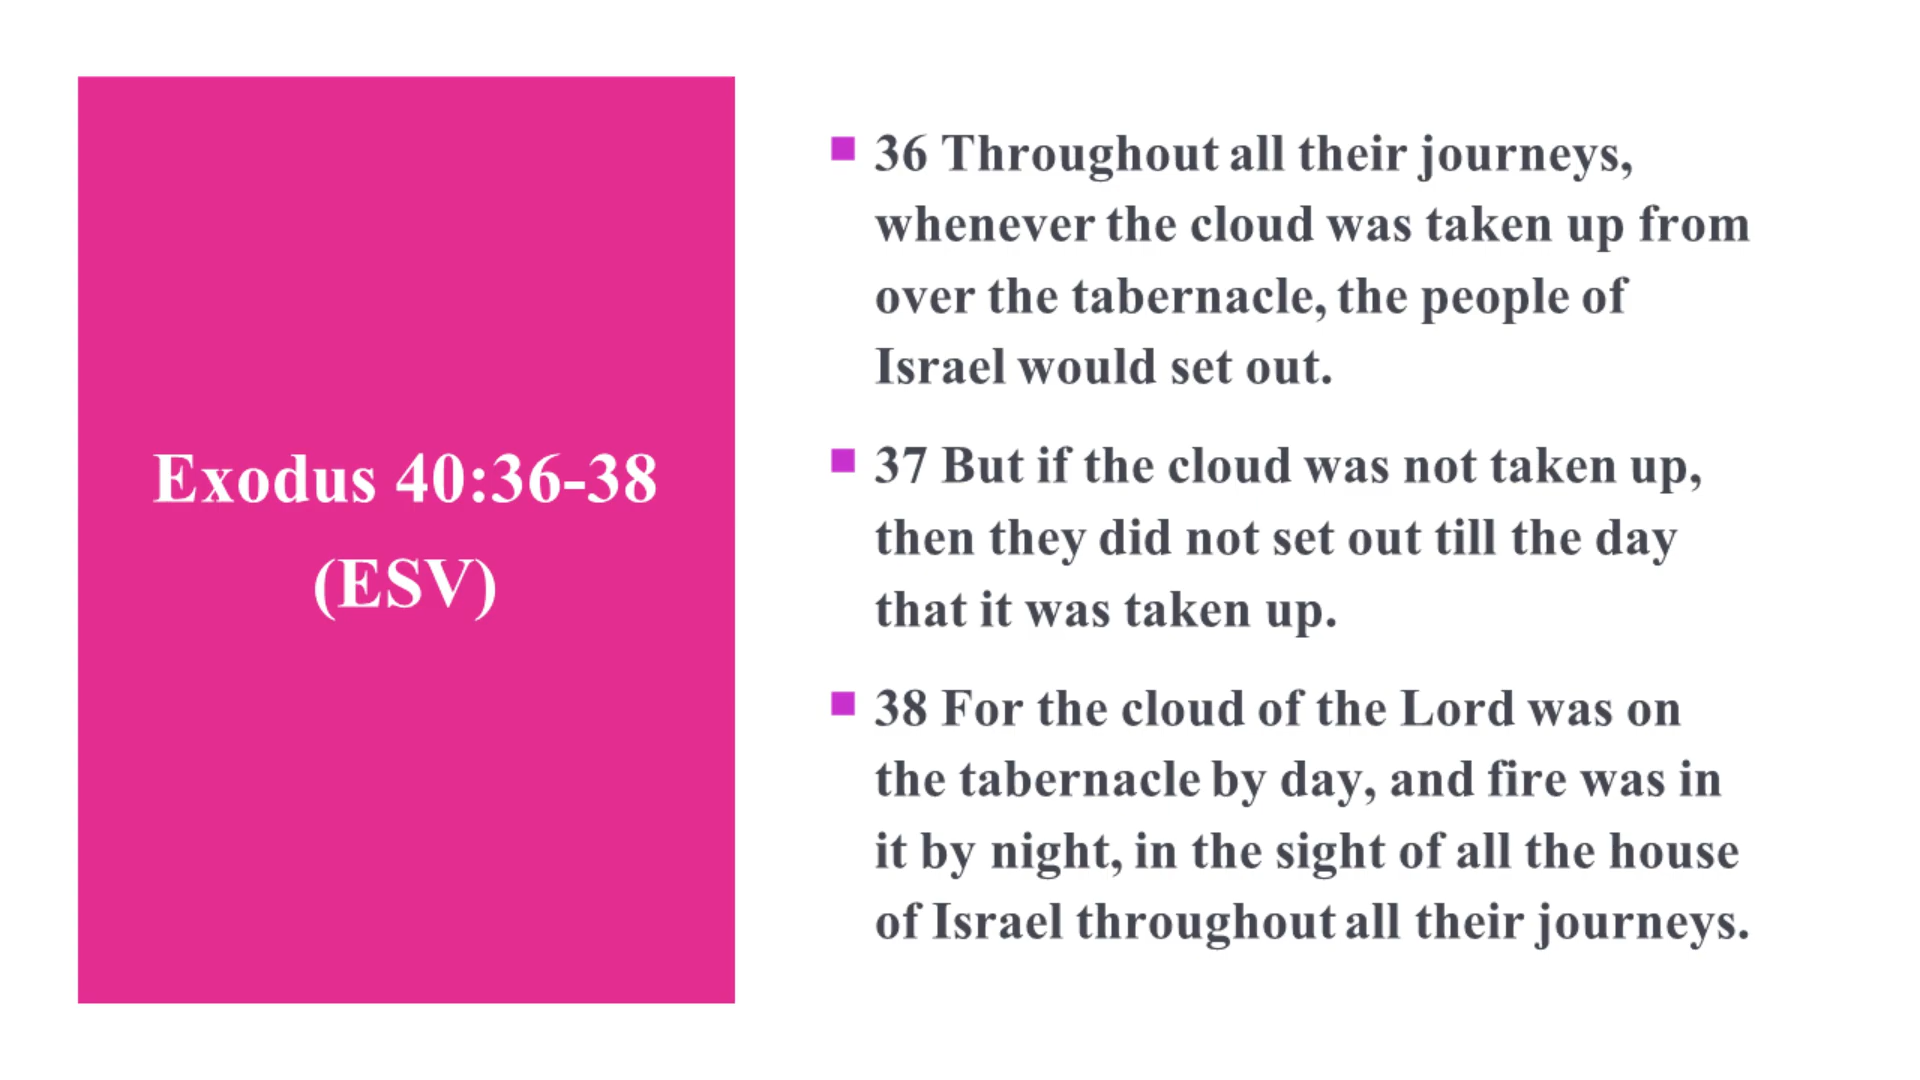 Exodus 40:36-38
(ESV)
36 Throughout all their journeys,
whenever the cloud was taken up from
over the tabernacle, the people of
Israel would set out.
37 But if the cloud was not taken up,
then they did not set out till the day
that it was taken up.
38 For the cloud of the Lord was on
the tabernacle by day, and fire was in
it by night, in the sight of all the house
of Israel throughout all their journeys.